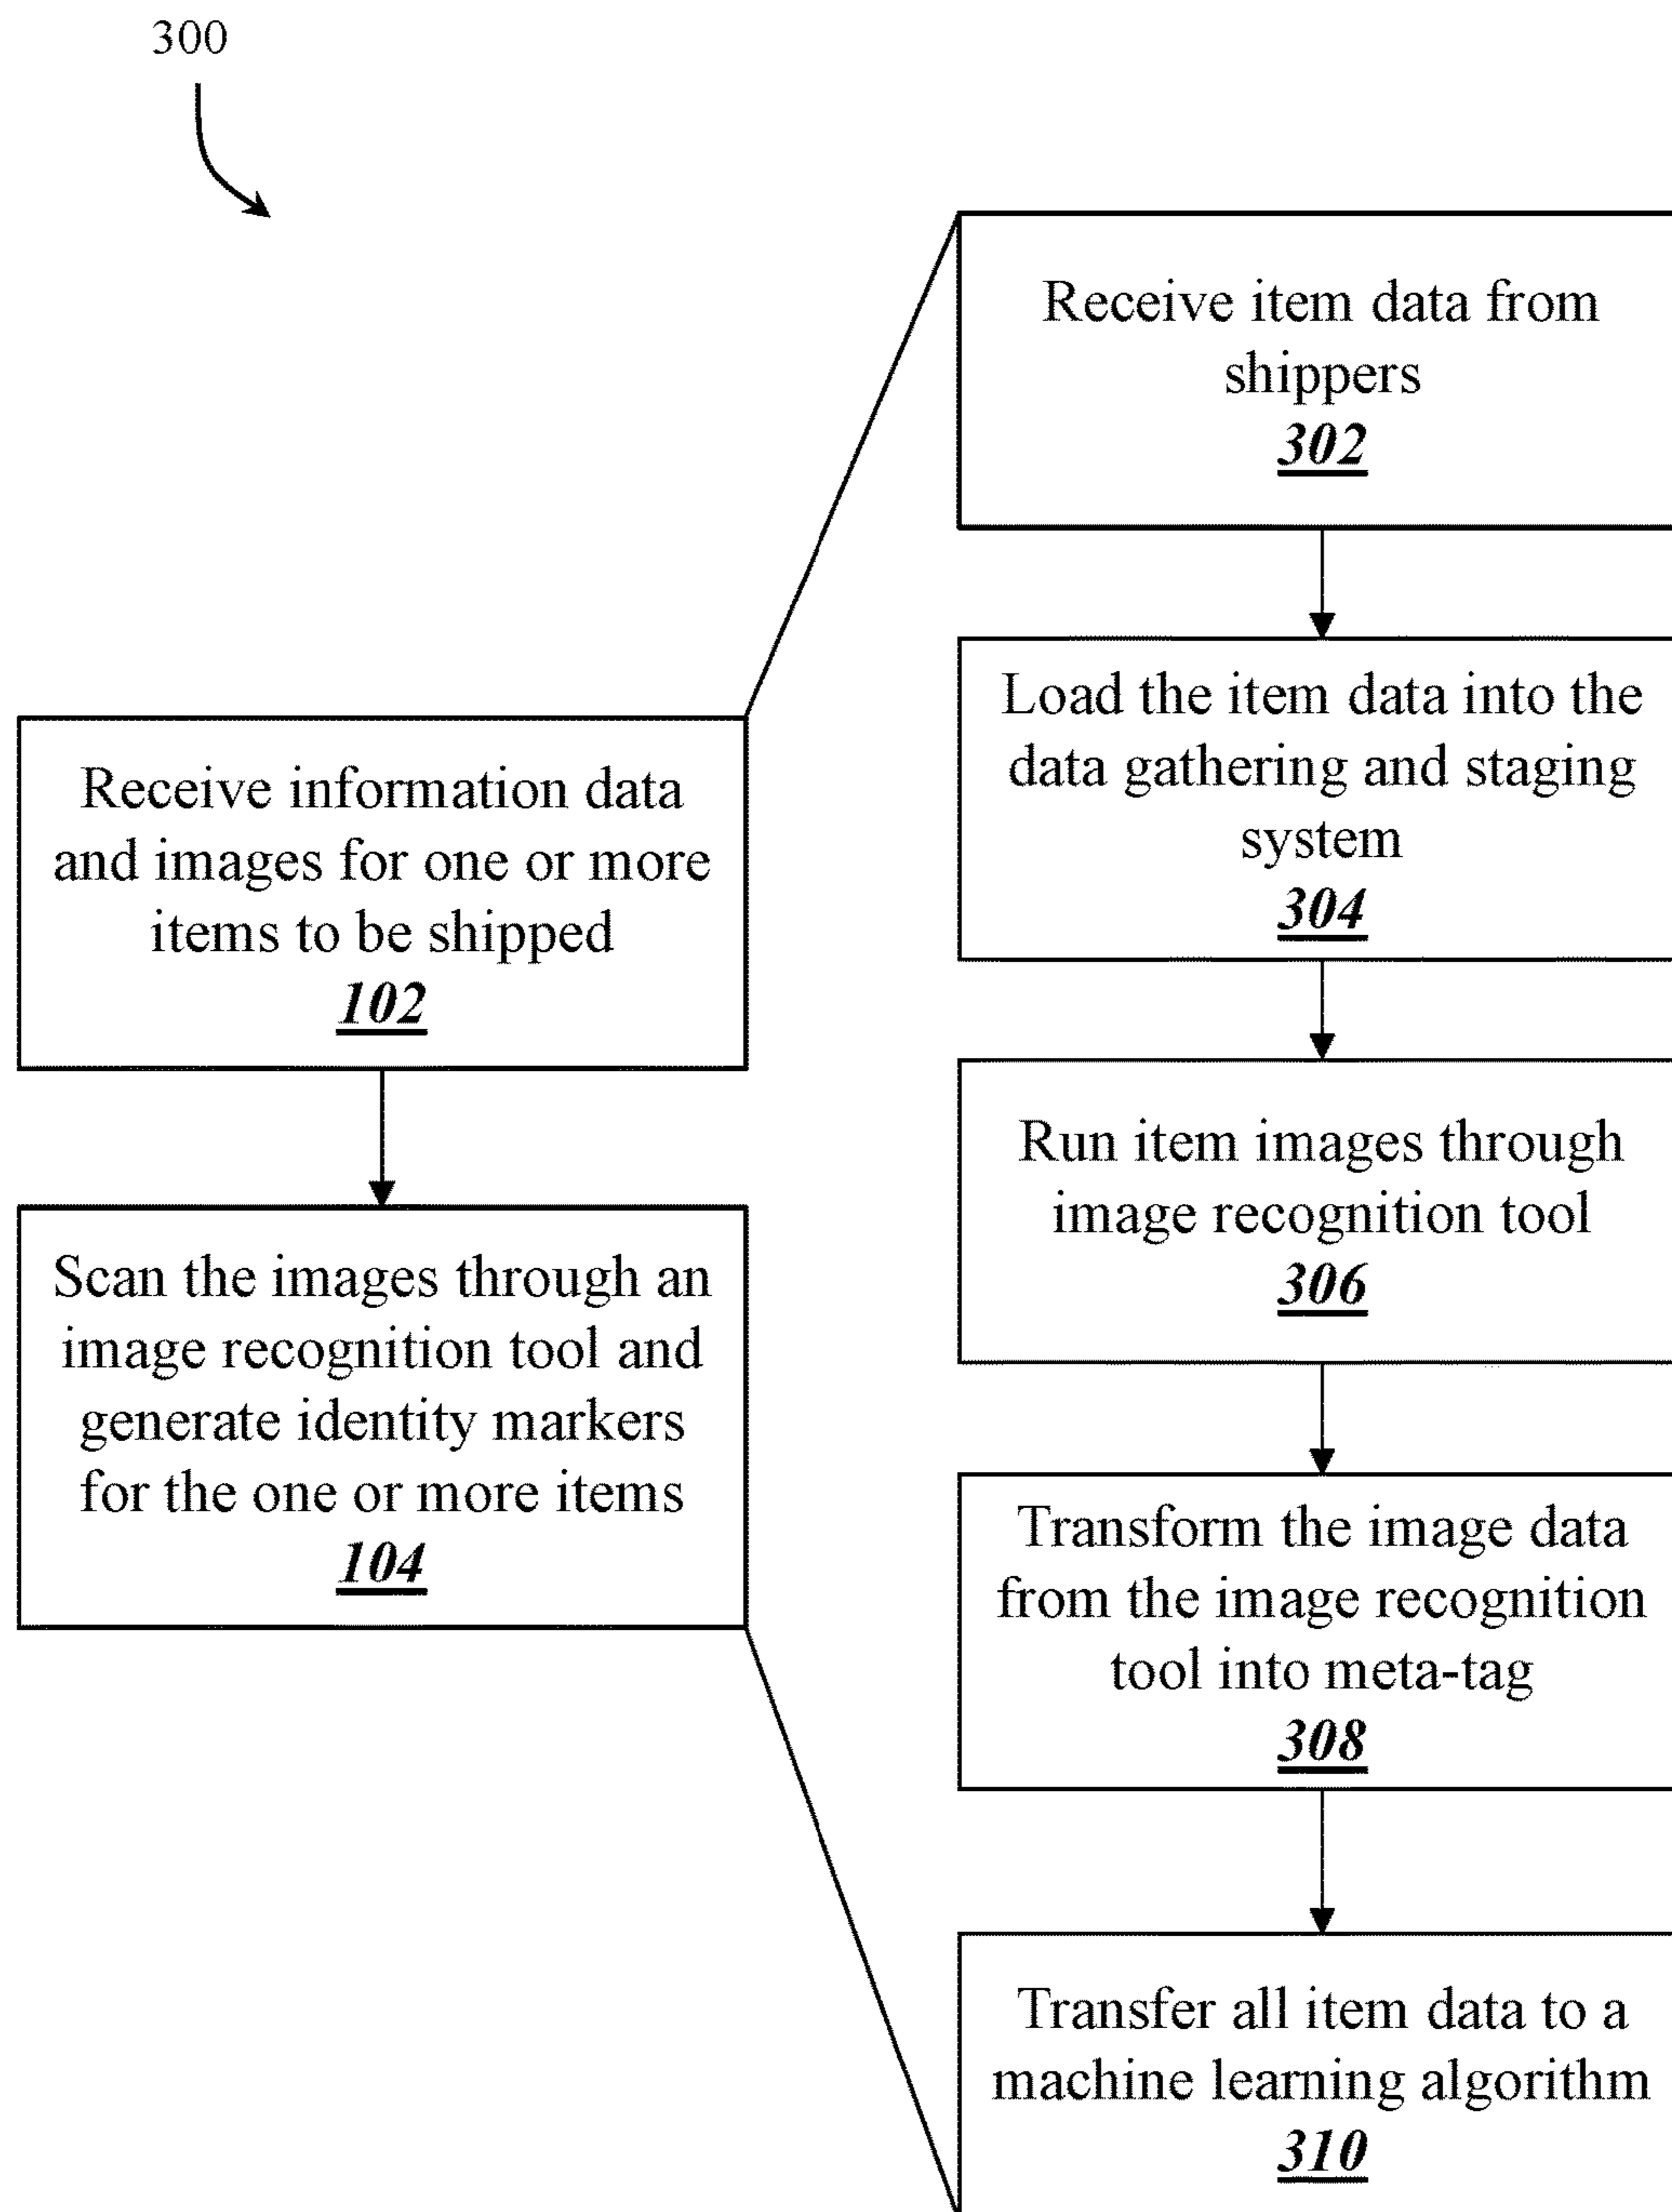 300
Receive information data
and images for one or more
items to be shipped
102
Scan the images through an
image recognition tool and
generate identity markers
for the one or more items
104
Receive item data from
shippers
302
Load the item data into the
data gathering and staging
system
304
Run item images through
image recognition tool
306
Transform the image data
from the image recognition
tool into meta-tag
308
Transfer all item data to a
machine learning algorithm
310